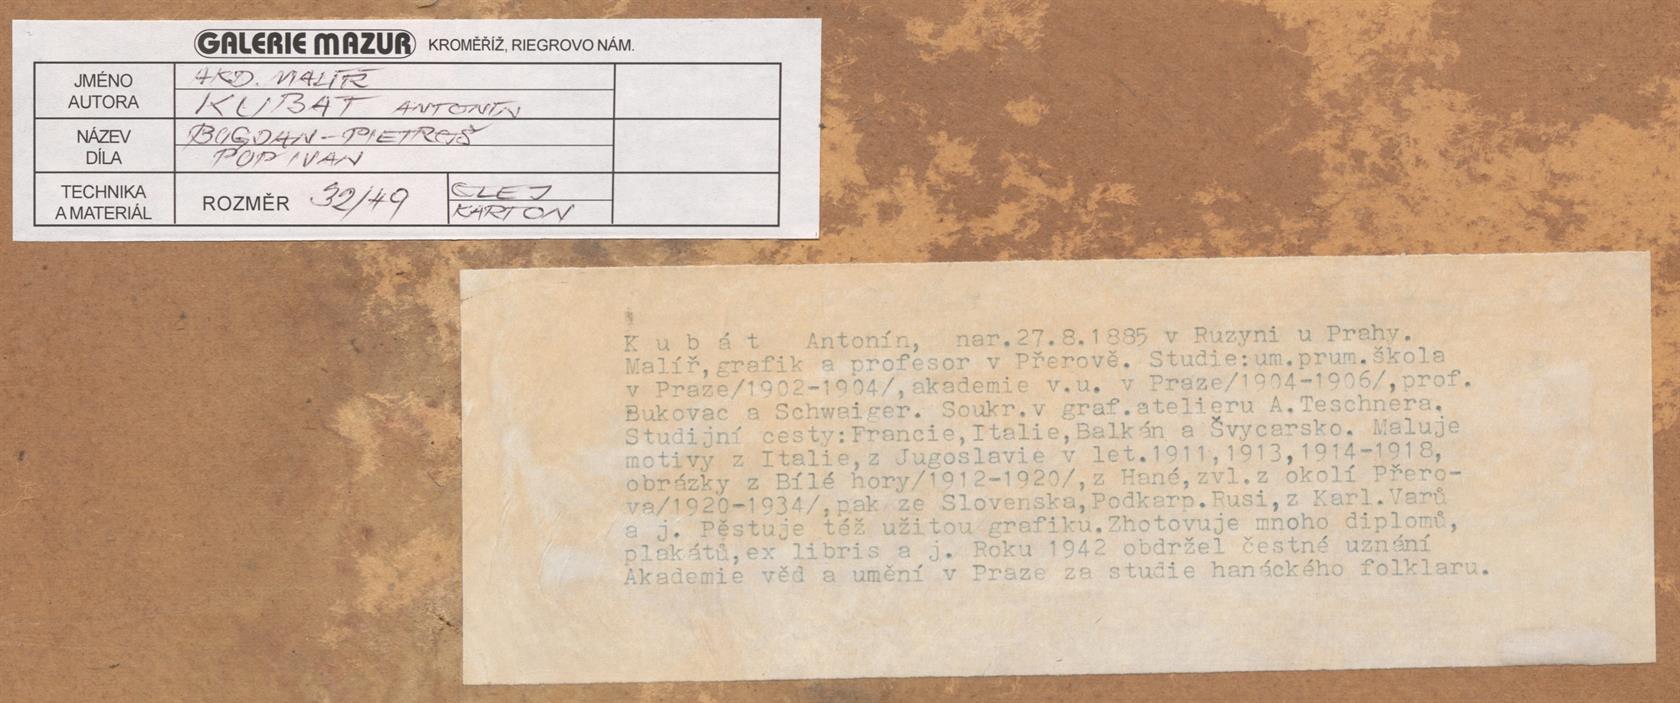 GALERIE MAZUR KROMĚŘÍŽ, RIEGROVO NÁM.
JMÉNO AUTORA
AKD. MALÍŘ
KUBÁT ANTONÍN
NÁZEV DÍLA
BOGDAN-PIETROŠ
POP IVAN
TECHNIKA A MATERIÁL
ROZMĚR 32/49
OLEJ
KARTON
Kubát Antonín, nar.27.8.1885 v Ruzyni u Prahy.
Malíř,grafik a profesor v Přerově. Studie:um.prum.škola
v Praze/1902-1904/,akademie v.u. v Praze/1904-1906/,prof.
Bukovac a Schwaiger. Soukr.v graf.atelieru A.Teschnera.
Studijní cesty:Francie,Italie,Balkán a Švycarsko. Maluje
motivy z Italie,z Jugoslavie v let.1911,1913,1914-1918,
obrázky z Bílé hory/1912-1920/,z Hané,zvl.z okolí Přero-
va/1920-1934/,pak ze Slovenska,Podkarp.Rusi,z Karl.Varů
a j. Pěstuje též užitou grafiku.Zhotovuje mnoho diplomů,
plakátů,ex libris a j. Roku 1942 obdržel čestné uznání
Akademie věd a umění v Praze za studie hanáckého folklaru.